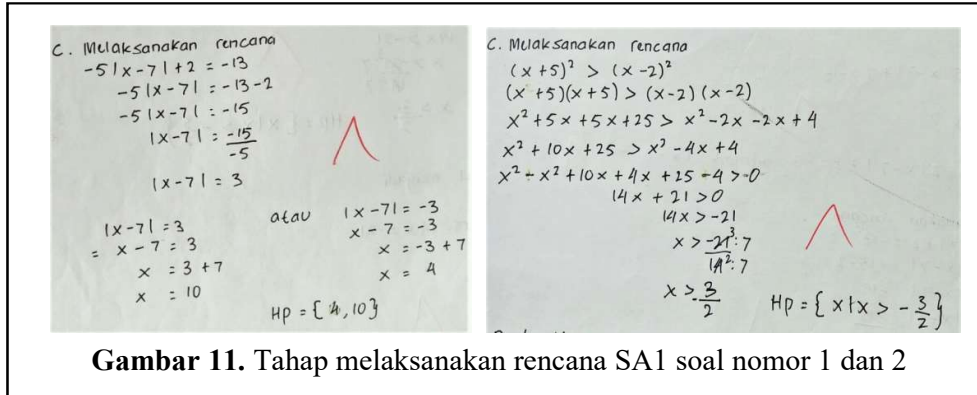 C. Melaksanakan rencana
-5|x-7|+2 = -13
-5|x-7| = -13-2
-5|x-7| = -15
|x-7| = -15/-5
|x-7| = 3
|x-7| = 3
= x-7 = 3
x = 3+7
x = 10
atau
|x-7| = -3
x-7 = -3
x = -3+7
x = 4
HP = {4,10}
C. Melaksanakan rencana
(x+5)² > (x-2)²
(x+5)(x+5) > (x-2)(x-2)
x²+5x+5x+25 > x²-2x-2x+4
x²+10x+25 > x²-4x+4
x²-x²+10x+4x+25-4 > 0
14x+21 > 0
14x > -21
x > -21³:7/14²:7
x > -3/2
Hp = {x|x > -3/2}
Gambar 11. Tahap melaksanakan rencana SA1 soal nomor 1 dan 2